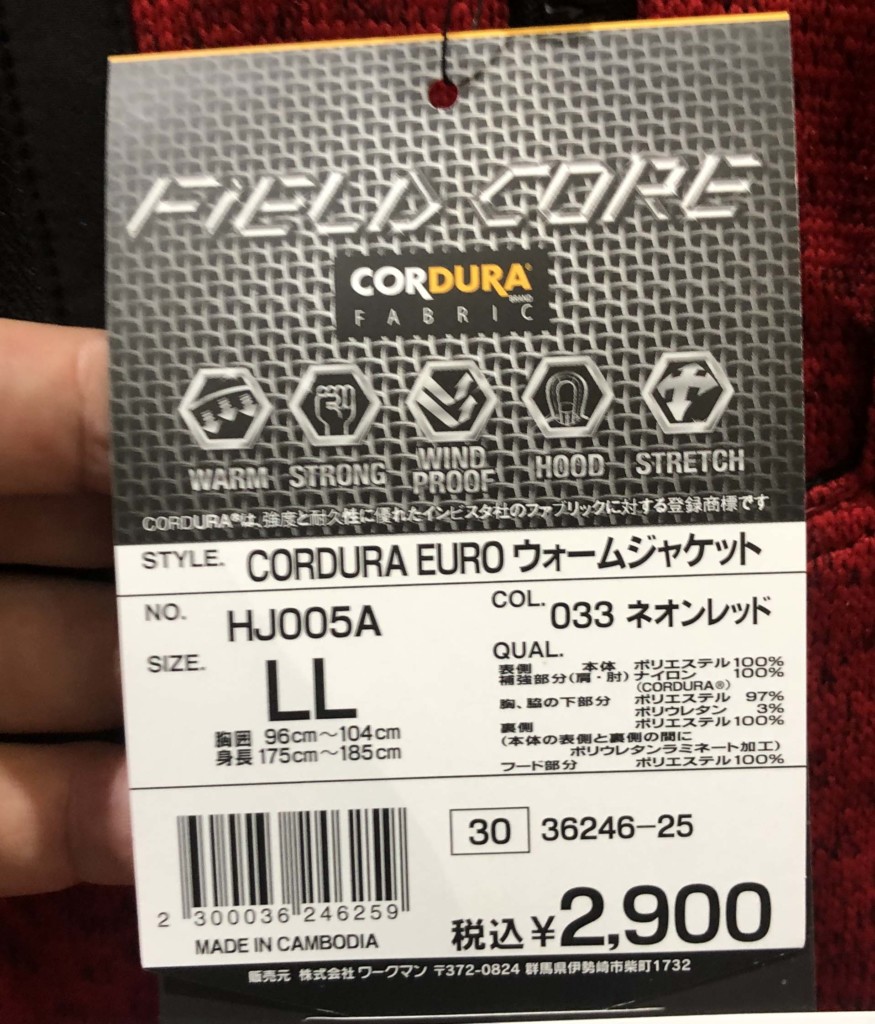 FiELD CORE
CORDURA®
BRAND
FABRIC
WARM STRONG WIND PROOF HOOD STRETCH
CORDURA®は、強度と耐久性に優れたインビスタ社のファブリックに対する登録商標です
STYLE. CORDURA EURO ウォームジャケット
NO. HJ005A
COL. 033 ネオンレッド
SIZE. LL
胸囲 96cm～104cm
身長 175cm～185cm
QUAL.
表側 本体 ポリエステル100%
補強部分(肩・肘) ナイロン 100%
(CORDURA®)
胸、脇の下部分 ポリエステル 97%
ポリウレタン 3%
裏側 ポリエステル100%
(本体の表側と裏側の間に
ポリウレタンラミネート加工)
フード部分 ポリエステル100%
30 36246-25
2 300036 246259
税込¥2,900
MADE IN CAMBODIA
販売元 株式会社 ワークマン 〒372-0824 群馬県伊勢崎市柴町1732